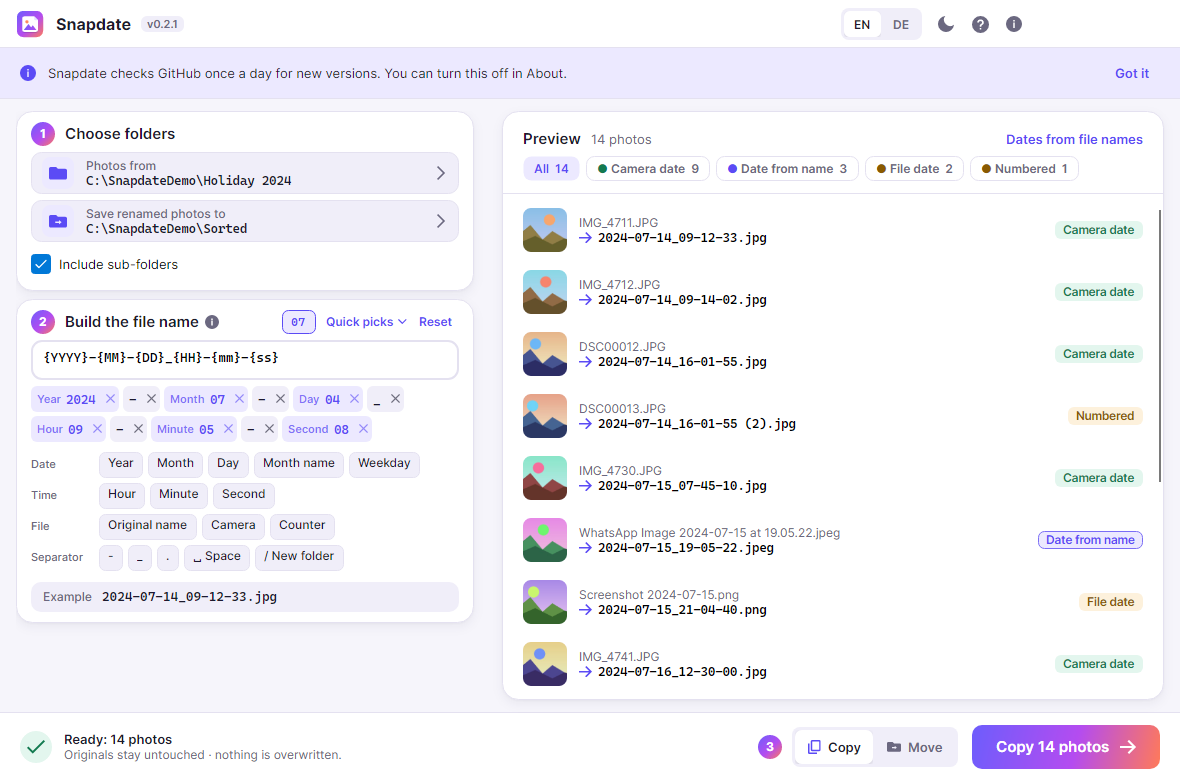 Snapdate v0.2.1
EN DE
Snapdate checks GitHub once a day for new versions. You can turn this off in About.
Got it
1 Choose folders
Photos from
C:\SnapdateDemo\Holiday 2024
Save renamed photos to
C:\SnapdateDemo\Sorted
Include sub-folders
2 Build the file name
07 Quick picks Reset
{YYYY}-{MM}-{DD}_{HH}-{mm}-{ss}
Year 2024 × - × Month 07 × - × Day 04 × _ ×
Hour 09 × - × Minute 05 × - × Second 08 ×
Date Year Month Day Month name Weekday
Time Hour Minute Second
File Original name Camera Counter
Separator - _ . ␣ Space / New folder
Example 2024-07-14_09-12-33.jpg
Preview 14 photos
Dates from file names
All 14 Camera date 9 Date from name 3 File date 2 Numbered 1
IMG_4711.JPG
→ 2024-07-14_09-12-33.jpg
Camera date
IMG_4712.JPG
→ 2024-07-14_09-14-02.jpg
Camera date
DSC00012.JPG
→ 2024-07-14_16-01-55.jpg
Camera date
DSC00013.JPG
→ 2024-07-14_16-01-55 (2).jpg
Numbered
IMG_4730.JPG
→ 2024-07-15_07-45-10.jpg
Camera date
WhatsApp Image 2024-07-15 at 19.05.22.jpeg
→ 2024-07-15_19-05-22.jpeg
Date from name
Screenshot 2024-07-15.png
→ 2024-07-15_21-04-40.png
File date
IMG_4741.JPG
→ 2024-07-16_12-30-00.jpg
Camera date
Ready: 14 photos
Originals stay untouched · nothing is overwritten.
3 Copy Move
Copy 14 photos →